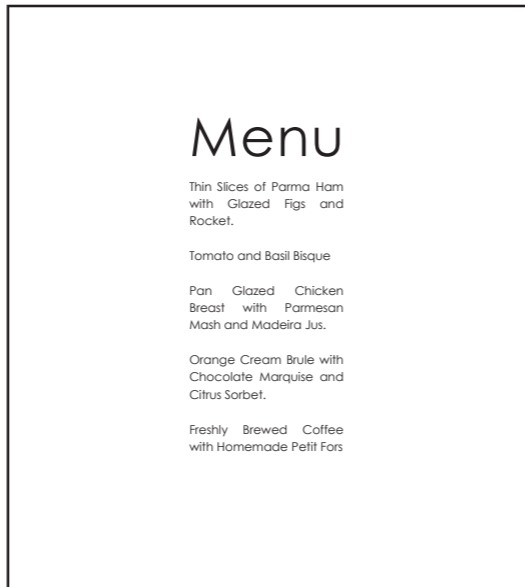 Menu
Thin Slices of Parma Ham
with Glazed Figs and
Rocket.
Tomato and Basil Bisque
Pan Glazed Chicken
Breast with Parmesan
Mash and Madeira Jus.
Orange Cream Brule with
Chocolate Marquise and
Citrus Sorbet.
Freshly Brewed Coffee
with Homemade Petit Fors